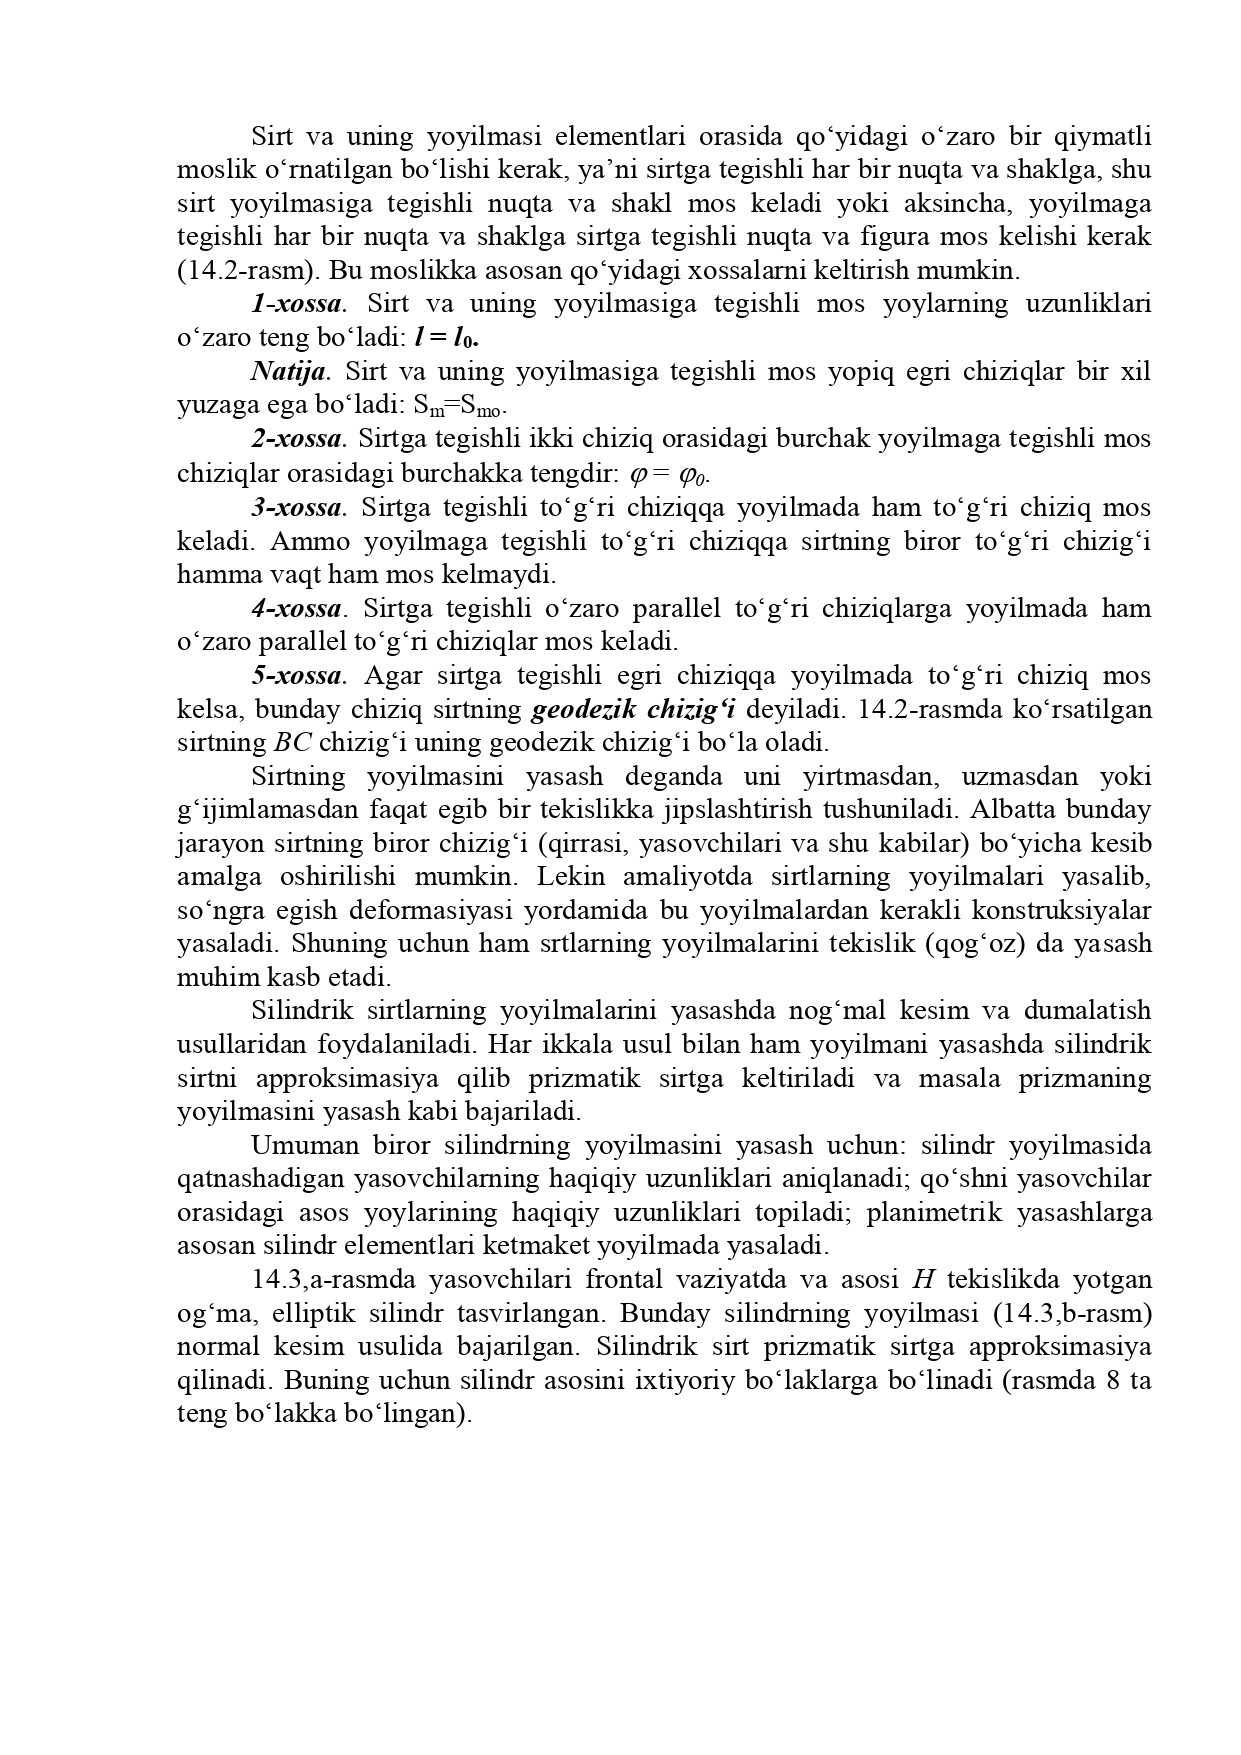 Sirt va uning yoyilmasi elementlari orasida qo‘yidagi o‘zaro bir qiymatli
moslik o‘rnatilgan bo‘lishi kerak, ya’ni sirtga tegishli har bir nuqta va shaklga, shu
sirt yoyilmasiga tegishli nuqta va shakl mos keladi yoki aksincha, yoyilmaga
tegishli har bir nuqta va shaklga sirtga tegishli nuqta va figura mos kelishi kerak
(14.2-rasm). Bu moslikka asosan qo‘yidagi xossalarni keltirish mumkin.
1-xossa. Sirt va uning yoyilmasiga tegishli mos yoylarning uzunliklari
o‘zaro teng bo‘ladi: l = l₀.
Natija. Sirt va uning yoyilmasiga tegishli mos yopiq egri chiziqlar bir xil
yuzaga ega bo‘ladi: Sm=Smo.
2-xossa. Sirtga tegishli ikki chiziq orasidagi burchak yoyilmaga tegishli mos
chiziqlar orasidagi burchakka tengdir: φ = φ₀.
3-xossa. Sirtga tegishli to‘g‘ri chiziqqa yoyilmada ham to‘g‘ri chiziq mos
keladi. Ammo yoyilmaga tegishli to‘g‘ri chiziqqa sirtning biror to‘g‘ri chizig‘i
hamma vaqt ham mos kelmaydi.
4-xossa. Sirtga tegishli o‘zaro parallel to‘g‘ri chiziqlarga yoyilmada ham
o‘zaro parallel to‘g‘ri chiziqlar mos keladi.
5-xossa. Agar sirtga tegishli egri chiziqqa yoyilmada to‘g‘ri chiziq mos
kelsa, bunday chiziq sirtning geodezik chizig‘i deyiladi. 14.2-rasmda ko‘rsatilgan
sirtning BC chizig‘i uning geodezik chizig‘i bo‘la oladi.
Sirtning yoyilmasini yasash deganda uni yirtmasdan, uzmasdan yoki
g‘ijimlamasdan faqat egib bir tekislikka jipslashtirish tushuniladi. Albatta bunday
jarayon sirtning biror chizig‘i (qirrasi, yasovchilari va shu kabilar) bo‘yicha kesib
amalga oshirilishi mumkin. Lekin amaliyotda sirtlarning yoyilmalari yasalib,
so‘ngra egish deformasiyasi yordamida bu yoyilmalardan kerakli konstruksiyalar
yasaladi. Shuning uchun ham srtlarning yoyilmalarini tekislik (qog‘oz) da yasash
muhim kasb etadi.
Silindrik sirtlarning yoyilmalarini yasashda nog‘mal kesim va dumalatish
usullaridan foydalaniladi. Har ikkala usul bilan ham yoyilmani yasashda silindrik
sirtni approksimasiya qilib prizmatik sirtga keltiriladi va masala prizmaning
yoyilmasini yasash kabi bajariladi.
Umuman biror silindrning yoyilmasini yasash uchun: silindr yoyilmasida
qatnashadigan yasovchilarning haqiqiy uzunliklari aniqlanadi; qo‘shni yasovchilar
orasidagi asos yoylarining haqiqiy uzunliklari topiladi; planimetrik yasashlarga
asosan silindr elementlari ketmaket yoyilmada yasaladi.
14.3,a-rasmda yasovchilari frontal vaziyatda va asosi H tekislikda yotgan
og‘ma, elliptik silindr tasvirlangan. Bunday silindrning yoyilmasi (14.3,b-rasm)
normal kesim usulida bajarilgan. Silindrik sirt prizmatik sirtga approksimasiya
qilinadi. Buning uchun silindr asosini ixtiyoriy bo‘laklarga bo‘linadi (rasmda 8 ta
teng bo‘lakka bo‘lingan).